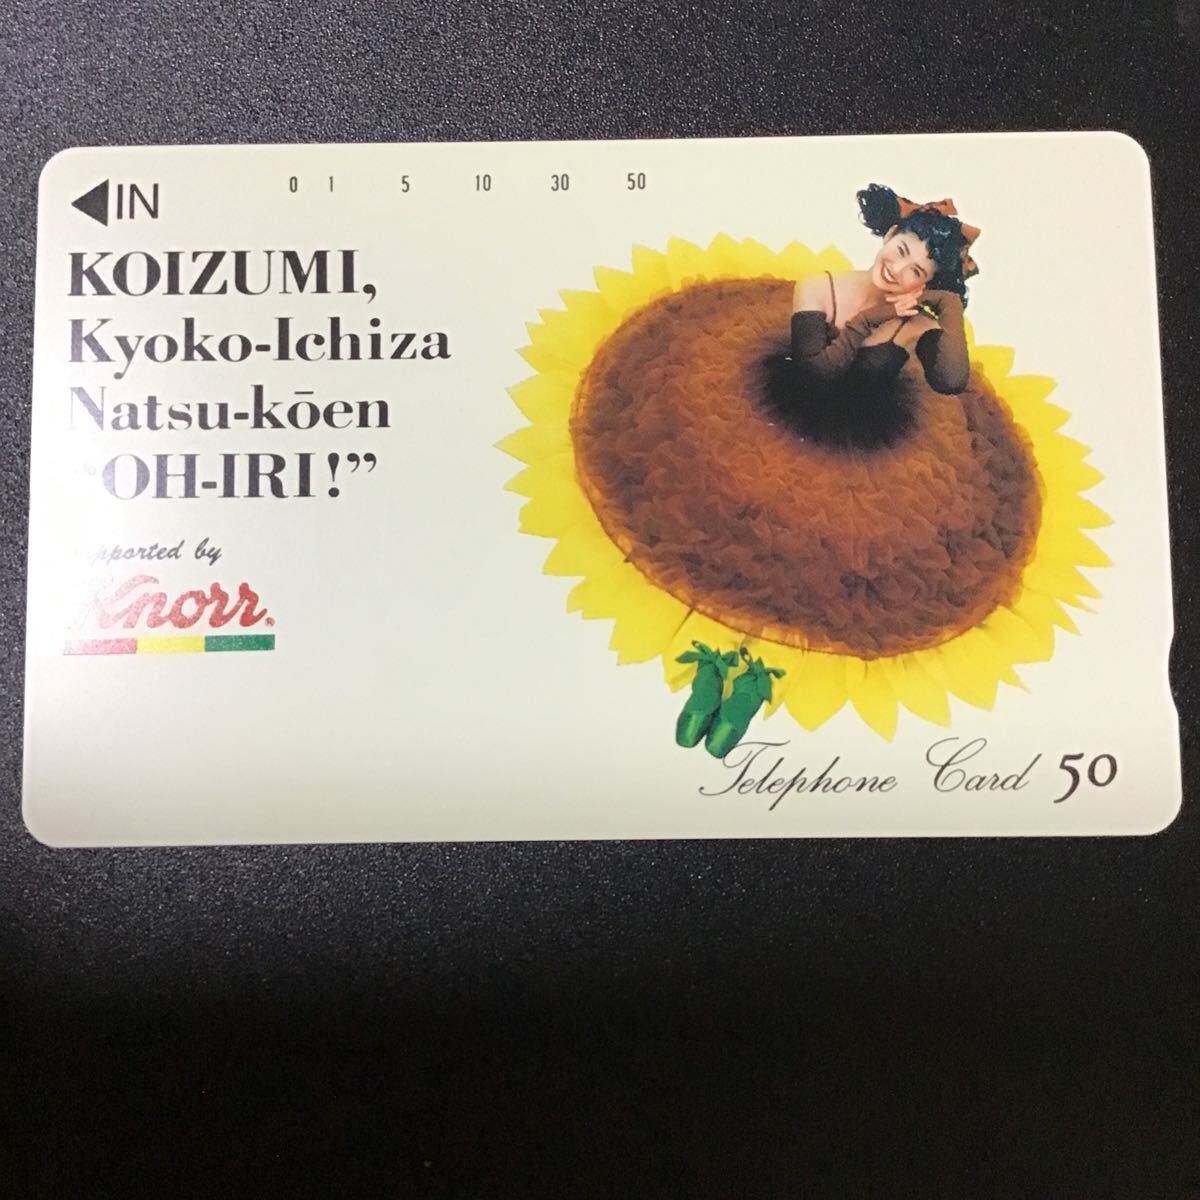 IN
0 1 5 10 30 50
KOIZUMI,
Kyoko-Ichiza
Natsu-kōen
“OH-IRI!”
Supported by
Knorr®
Telephone Card 50